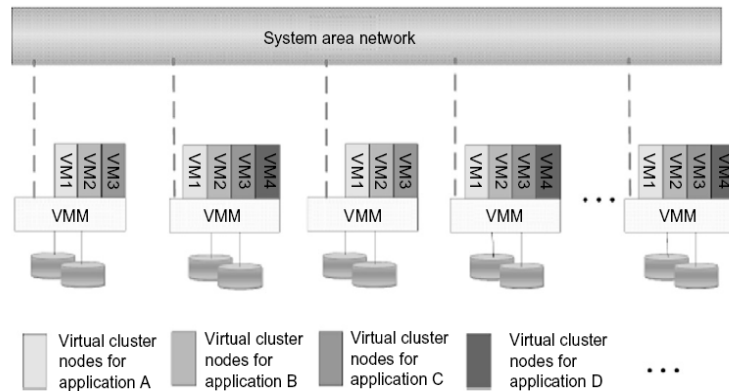 System area network
VM1 VM2 VM3
VM1 VM2 VM3 VM4
VM1 VM2 VM3
VM1 VM2 VM3 VM4
VM1 VM2 VM3 VM4
VMM
VMM
VMM
VMM
VMM
Virtual cluster
nodes for
application A
Virtual cluster
nodes for
application B
Virtual cluster
nodes for
application C
Virtual cluster
nodes for
application D